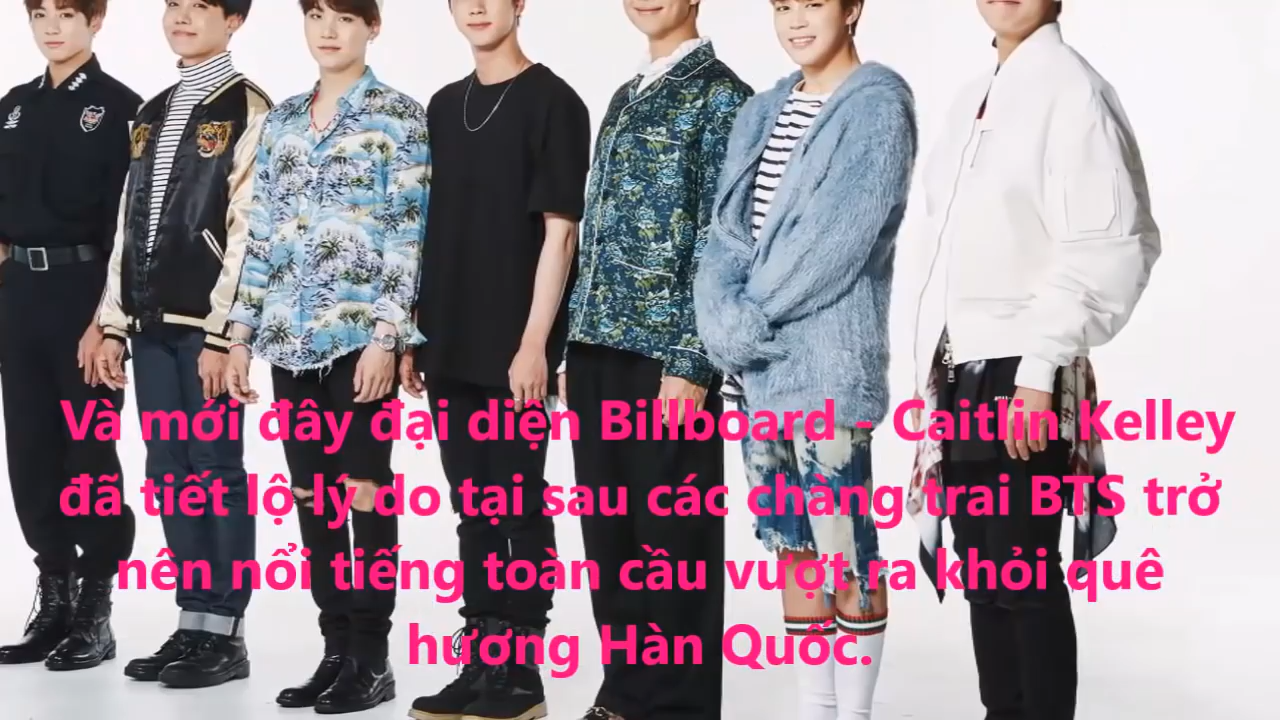 Và mới đây đại diện Billboard - Caitlin Kelley
đã tiết lộ lý do tại sau các chàng trai BTS trở
nên nổi tiếng toàn cầu vượt ra khỏi quê
hương Hàn Quốc.